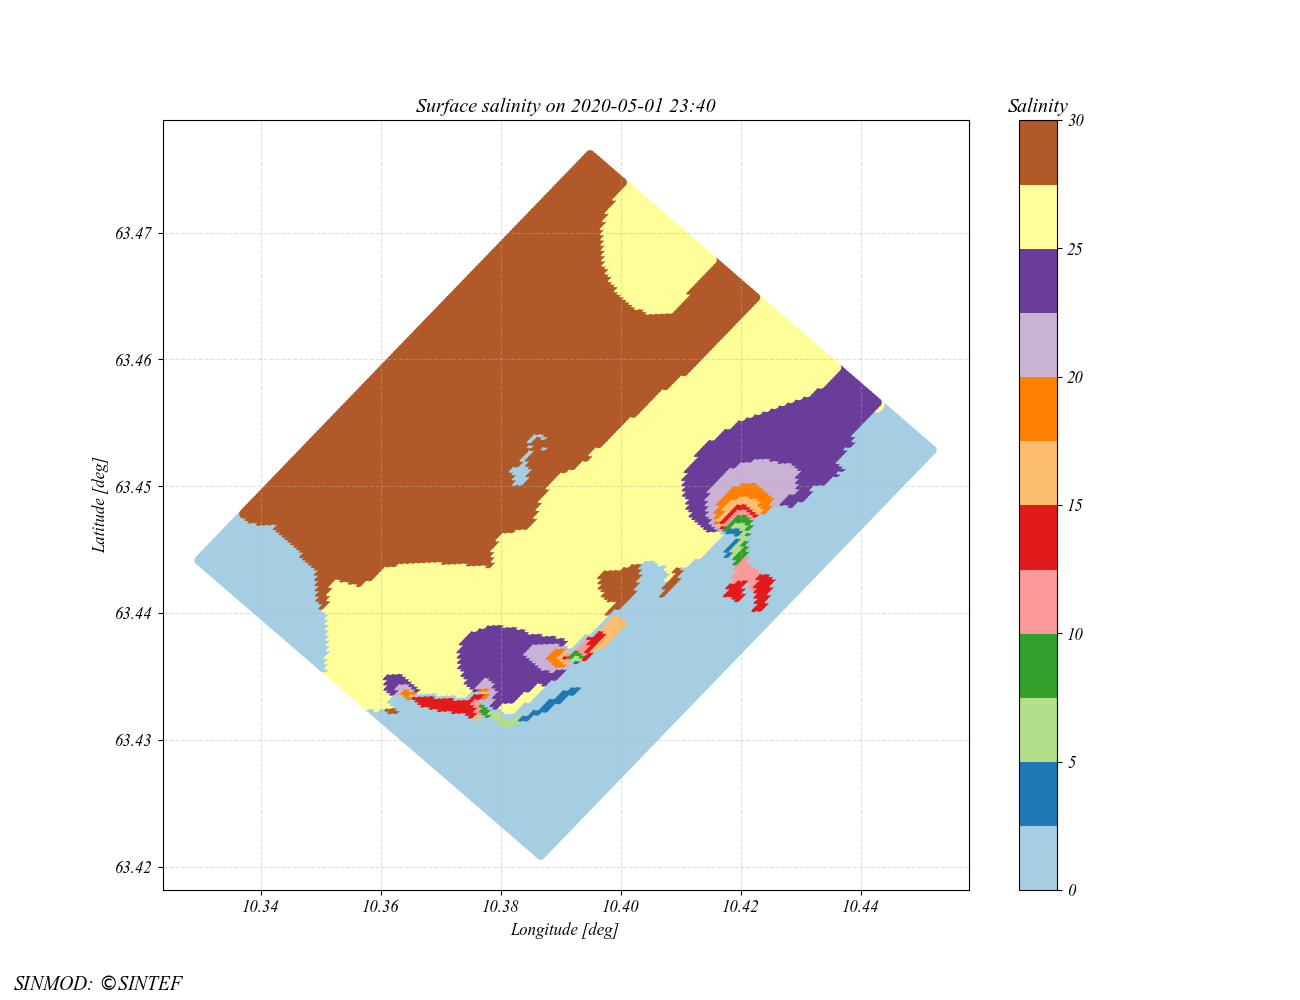 Surface salinity on 2020-05-01 23:40
Salinity
30
25
20
15
10
5
0
63.47
63.46
63.45
63.44
63.43
63.42
Latitude [deg]
10.34 10.36 10.38 10.40 10.42 10.44
Longitude [deg]
SINMOD: ©SINTEF